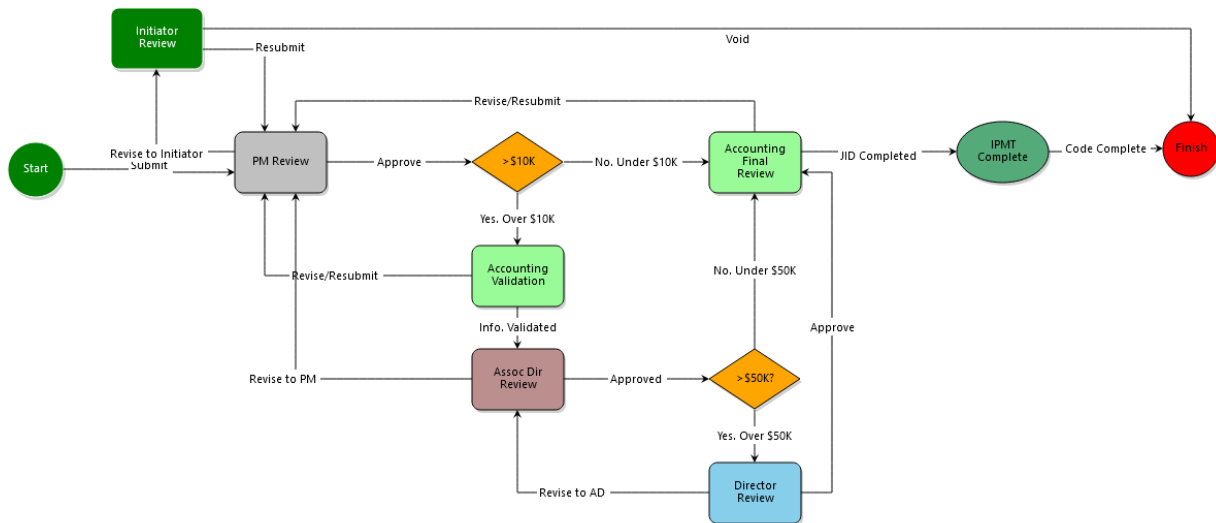 Initiator
Review
Void
Resubmit
Revise/Resubmit
Start
Revise to Initiator
Submit
PM Review
Approve
>$10K
No. Under $10K
Accounting
Final
Review
JID Completed
IPMT
Complete
Code Complete
Finish
Yes. Over $10K
Revise/Resubmit
Accounting
Validation
No. Under $50K
Info. Validated
Approve
Revise to PM
Assoc Dir
Review
Approved
>$50K?
Yes. Over $50K
Revise to AD
Director
Review